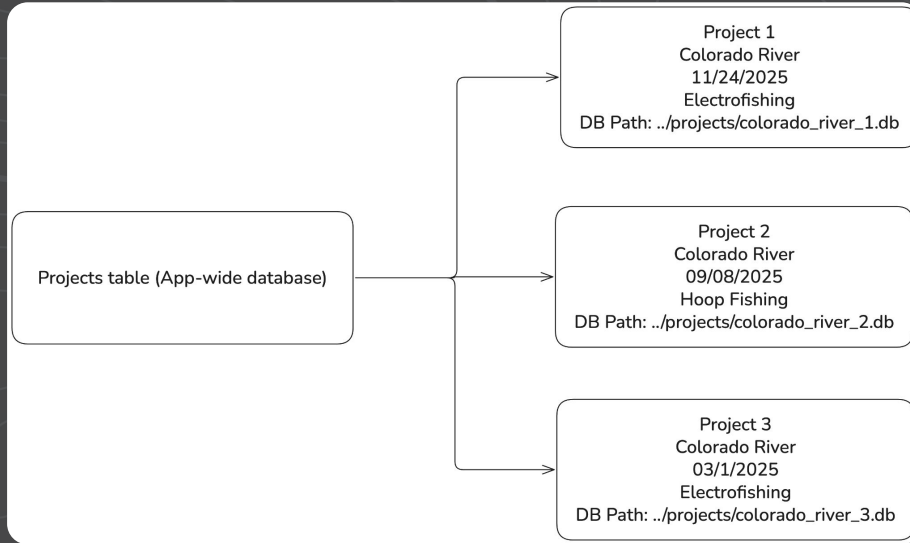 Projects table (App-wide database)
Project 1
Colorado River
11/24/2025
Electrofishing
DB Path: ../projects/colorado_river_1.db
Project 2
Colorado River
09/08/2025
Hoop Fishing
DB Path: ../projects/colorado_river_2.db
Project 3
Colorado River
03/1/2025
Electrofishing
DB Path: ../projects/colorado_river_3.db